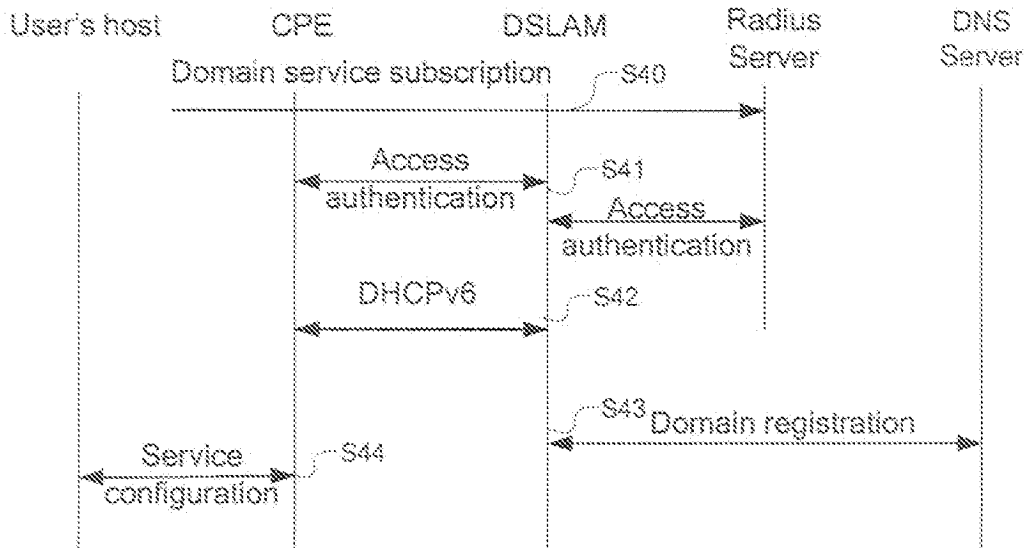 User's host
CPE
DSLAM
Radius
Server
DNS
Server
Domain service subscription
S40
Access
authentication
S41
Access
authentication
DHCPv6
S42
S43
Domain registration
Service
configuration
S44